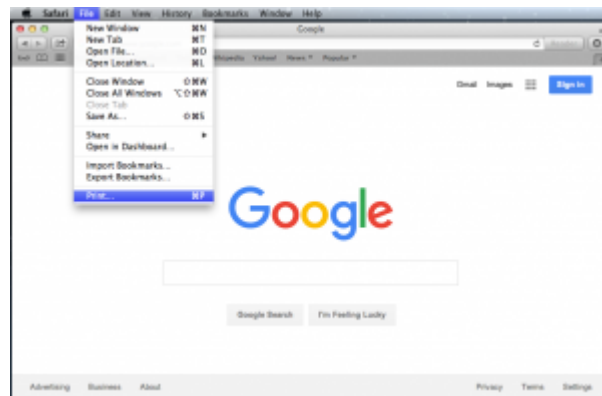 Safari File Edit View History Bookmarks Window Help
Google
New Window ⌘N
New Tab ⌘T
Open File... ⌘O
Open Location... ⌘L
Close Window ⇧⌘W
Close All Windows ⌥⇧⌘W
Close Tab
Save As... ⇧⌘S
Share
Open in Dashboard...
Import Bookmarks...
Export Bookmarks...
Print... ⌘P
Wikipedia Yahoo! News Popular
Reader
Gmail Images Sign in
Google
Google Search I'm Feeling Lucky
Advertising Business About Privacy Terms Settings